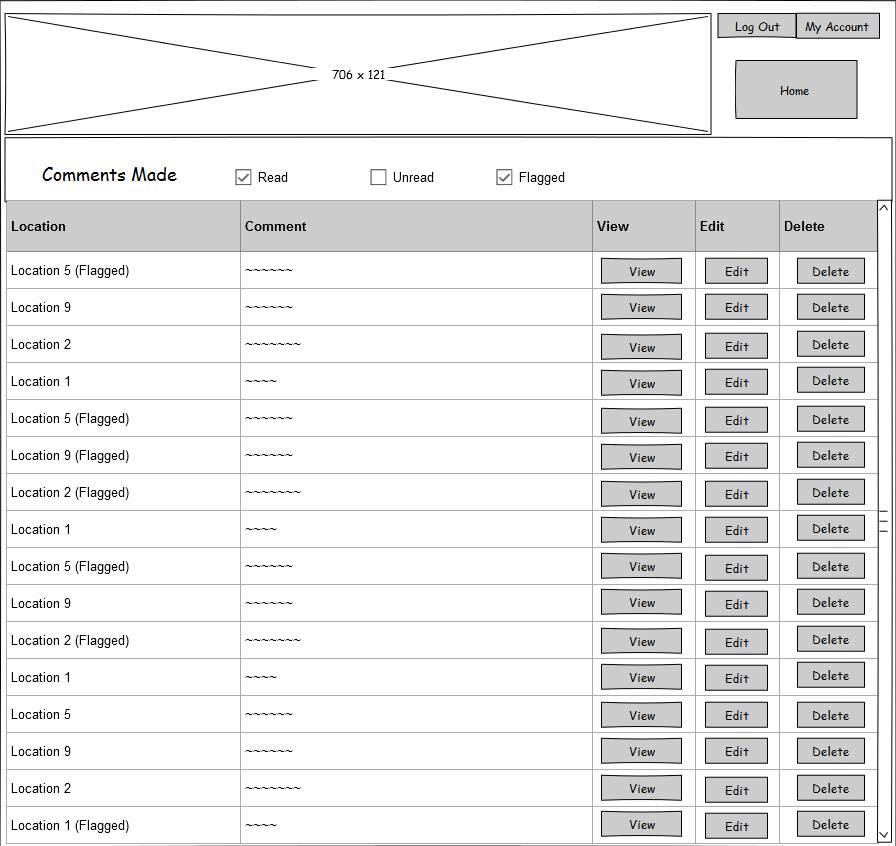 Log Out My Account
706 x 121
Home
Comments Made Read Unread Flagged
Location Comment View Edit Delete
Location 5 (Flagged) ~~~~~~ View Edit Delete
Location 9 ~~~~~~ View Edit Delete
Location 2 ~~~~~~~ View Edit Delete
Location 1 ~~~~ View Edit Delete
Location 5 (Flagged) ~~~~~~ View Edit Delete
Location 9 (Flagged) ~~~~~~ View Edit Delete
Location 2 (Flagged) ~~~~~~~ View Edit Delete
Location 1 ~~~~ View Edit Delete
Location 5 (Flagged) ~~~~~~ View Edit Delete
Location 9 ~~~~~~ View Edit Delete
Location 2 (Flagged) ~~~~~~~ View Edit Delete
Location 1 ~~~~ View Edit Delete
Location 5 ~~~~~~ View Edit Delete
Location 9 ~~~~~~ View Edit Delete
Location 2 ~~~~~~~ View Edit Delete
Location 1 (Flagged) ~~~~ View Edit Delete